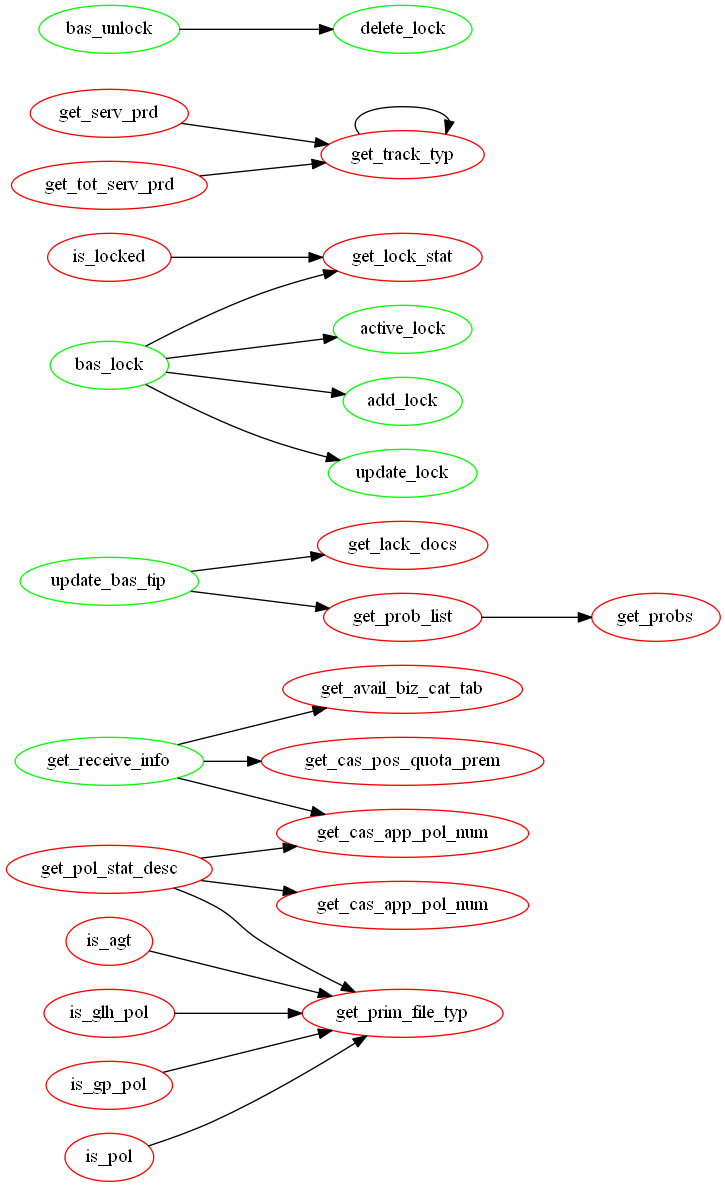 bas_unlock
delete_lock
get_serv_prd
get_track_typ
get_tot_serv_prd
is_locked
get_lock_stat
active_lock
bas_lock
add_lock
update_lock
get_lack_docs
update_bas_tip
get_prob_list
get_probs
get_avail_biz_cat_tab
get_receive_info
get_cas_pos_quota_prem
get_cas_app_pol_num
get_pol_stat_desc
get_cas_app_pol_num
is_agt
is_glh_pol
get_prim_file_typ
is_gp_pol
is_pol